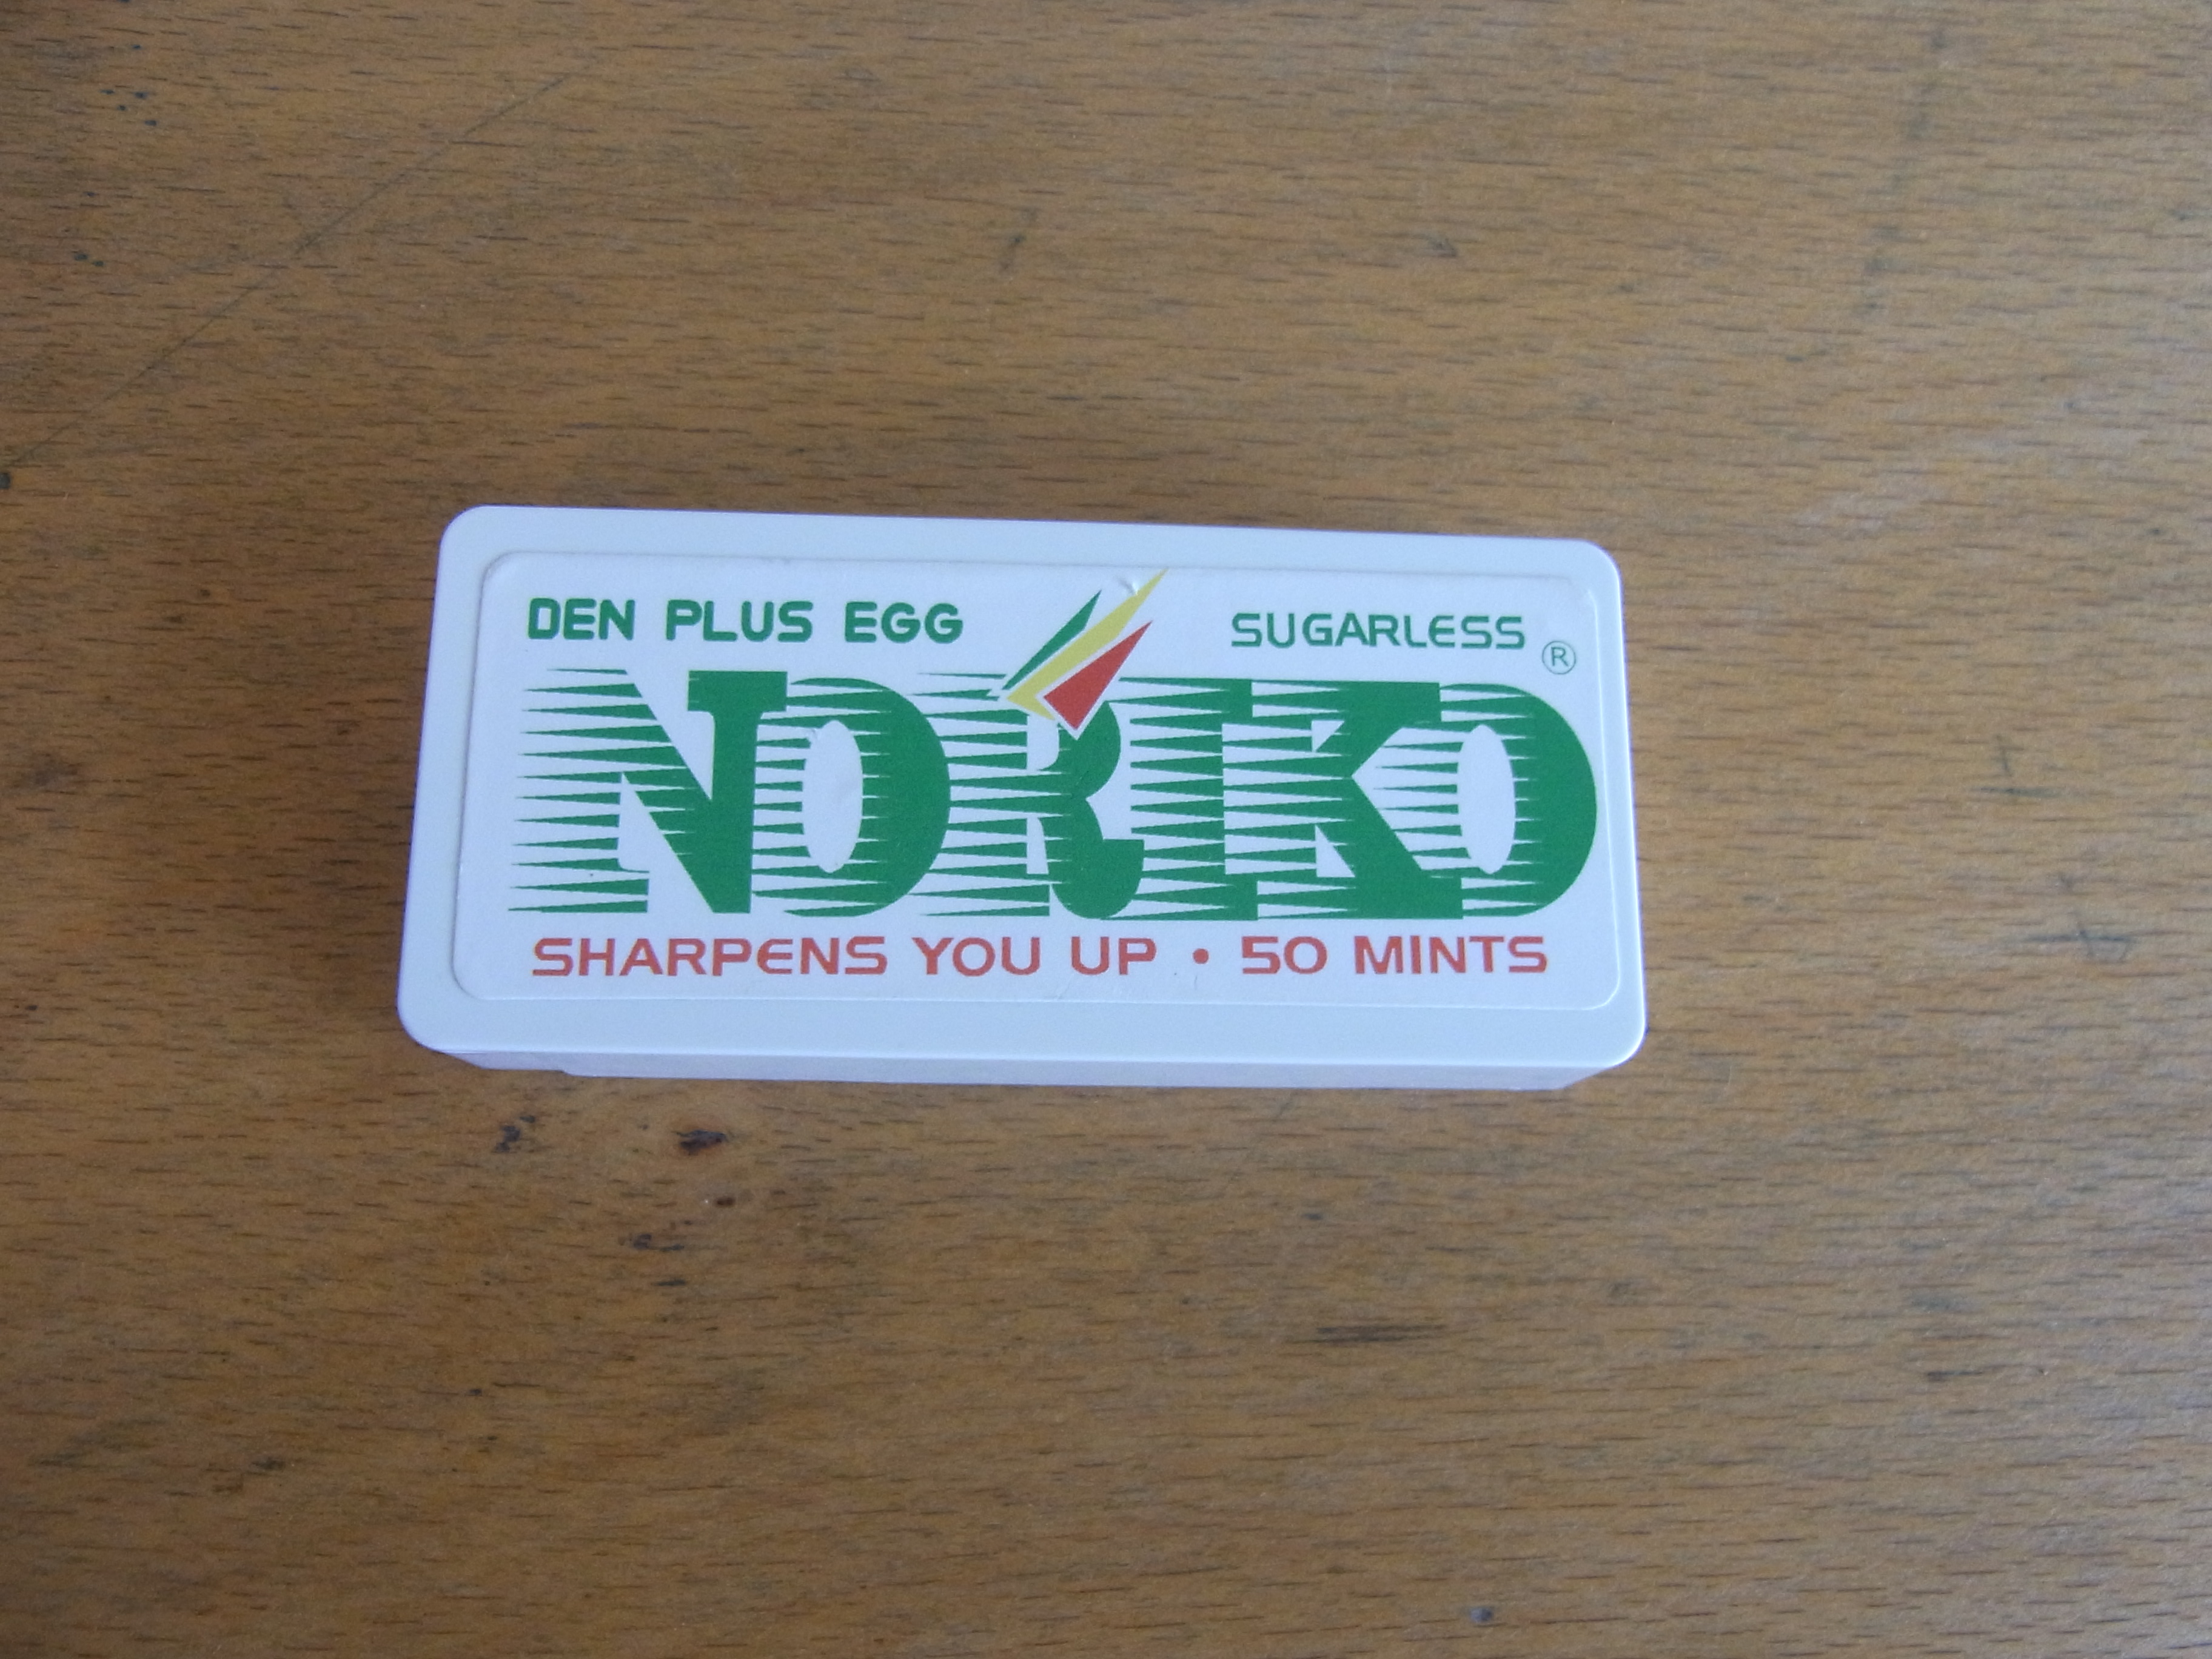 DEN PLUS EGG SUGARLESS ®
NORIKO
SHARPENS YOU UP • 50 MINTS